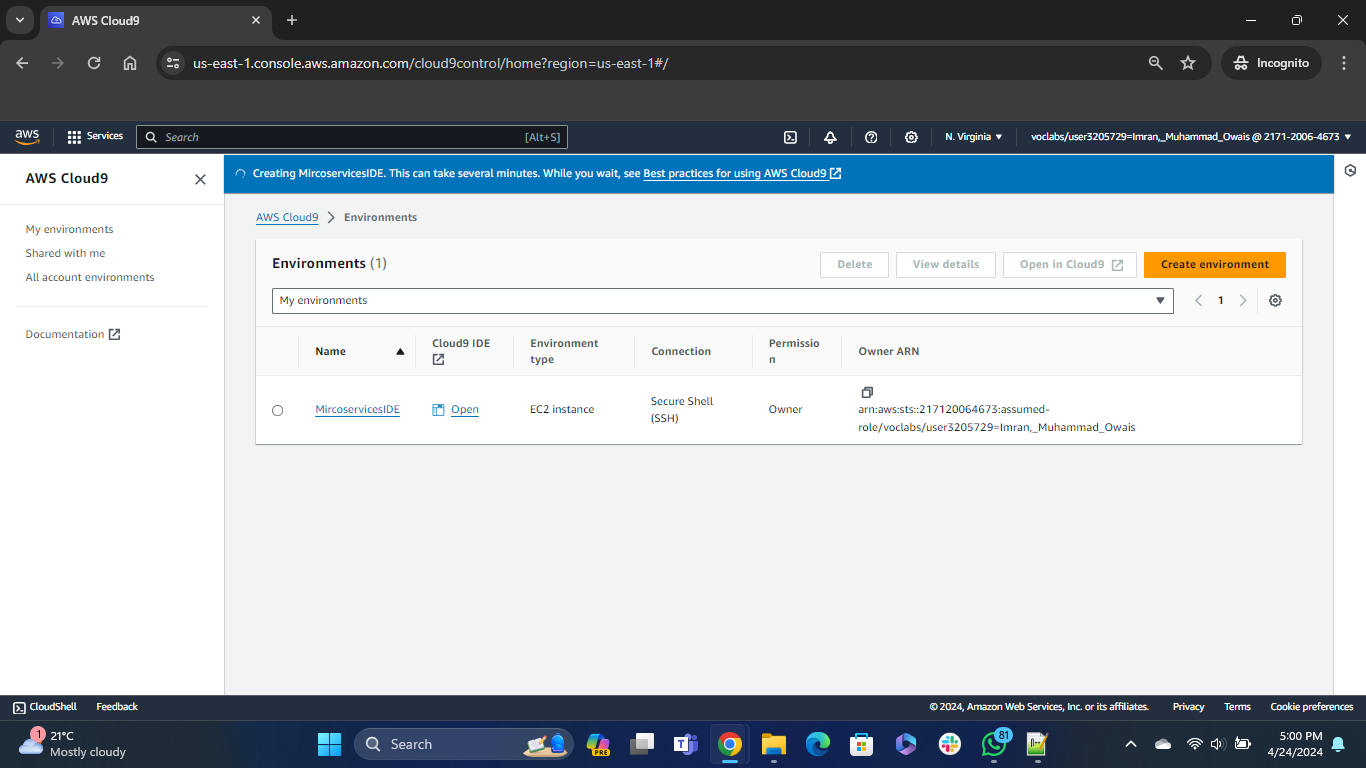 AWS Cloud9
us-east-1.console.aws.amazon.com/cloud9control/home?region=us-east-1#/
Incognito
aws
Services
Search
[Alt+S]
N. Virginia
voclabs/user3205729=Imran,_Muhammad_Owais @ 2171-2006-4673
AWS Cloud9
My environments
Shared with me
All account environments
Documentation
Creating MircoservicesIDE. This can take several minutes. While you wait, see Best practices for using AWS Cloud9
AWS Cloud9
Environments
Environments (1)
Delete
View details
Open in Cloud9
Create environment
My environments
1
Name
Cloud9 IDE
Environment
type
Connection
Permissio
n
Owner ARN
MircoservicesIDE
Open
EC2 instance
Secure Shell
(SSH)
Owner
arn:aws:sts::217120064673:assumed-
role/voclabs/user3205729=Imran,_Muhammad_Owais
CloudShell
Feedback
© 2024, Amazon Web Services, Inc. or its affiliates.
Privacy
Terms
Cookie preferences
1
21°C
Mostly cloudy
Search
PRE
81
5:00 PM
4/24/2024